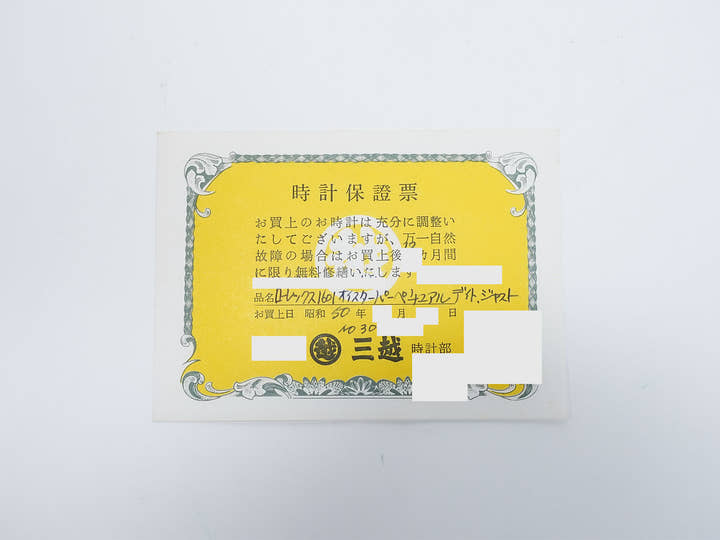 時計保證票
お買上のお時計は充分に調整い
たしてございますが、万一自然
故障の場合はお買上後 カ月間
に限り無料修繕いたします
品名 ローレックス1601オイスターパーペチュアル デイト.ジャスト
お買上日 昭和 50年 月 日
No 30
越 三越 時計部